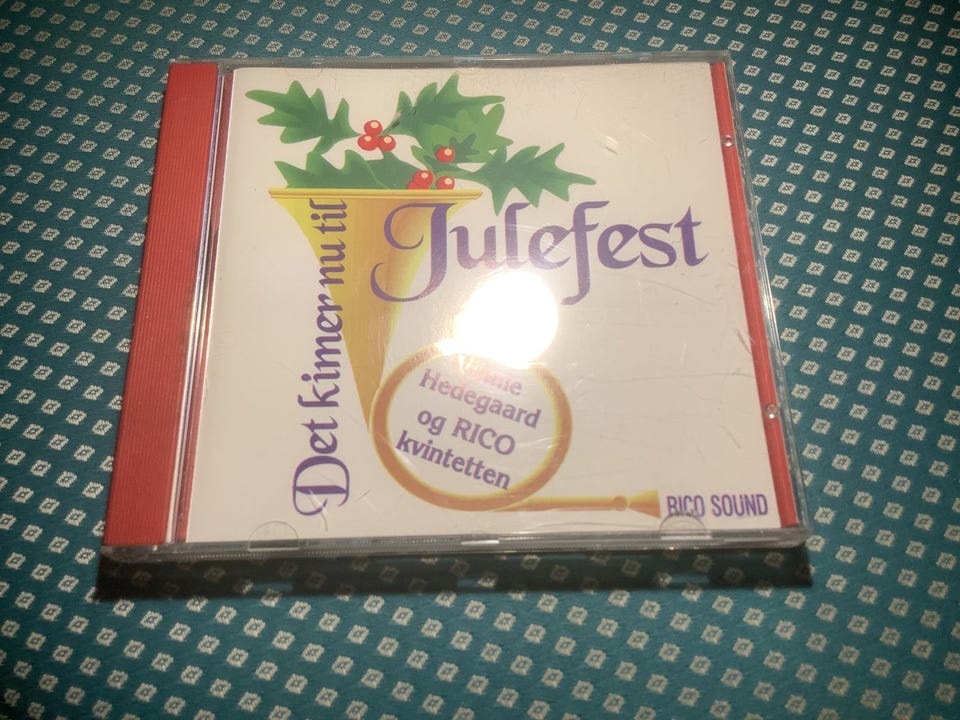 Det kimer nu til
Julefest
Hedegaard
og RICO
kvintetten
RICO SOUND